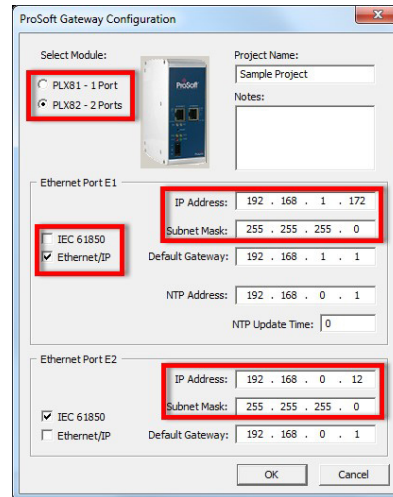 ProSoft Gateway Configuration
Select Module:
PLX81 - 1 Port
PLX82 - 2 Ports
ProSoft
Project Name:
Sample Project
Notes:
Ethernet Port E1
IEC 61850
Ethernet/IP
IP Address: 192 . 168 . 1 . 172
Subnet Mask: 255 . 255 . 255 . 0
Default Gateway: 192 . 168 . 1 . 1
NTP Address: 192 . 168 . 0 . 1
NTP Update Time: 0
Ethernet Port E2
IEC 61850
Ethernet/IP
IP Address: 192 . 168 . 0 . 12
Subnet Mask: 255 . 255 . 255 . 0
Default Gateway: 192 . 168 . 0 . 1
OK Cancel